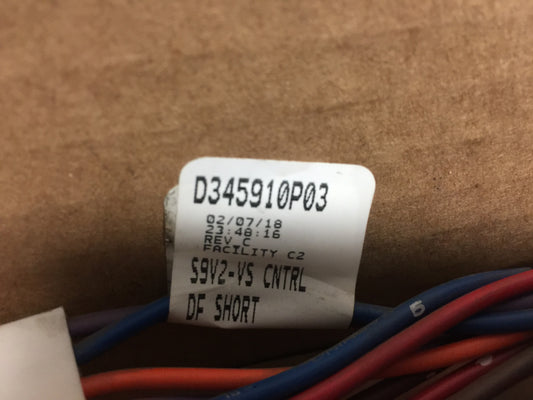 D345910P03
02/07/18
23:48:16
REV C
FACILITY C2
S9V2-VS CNTRL
DF SHORT